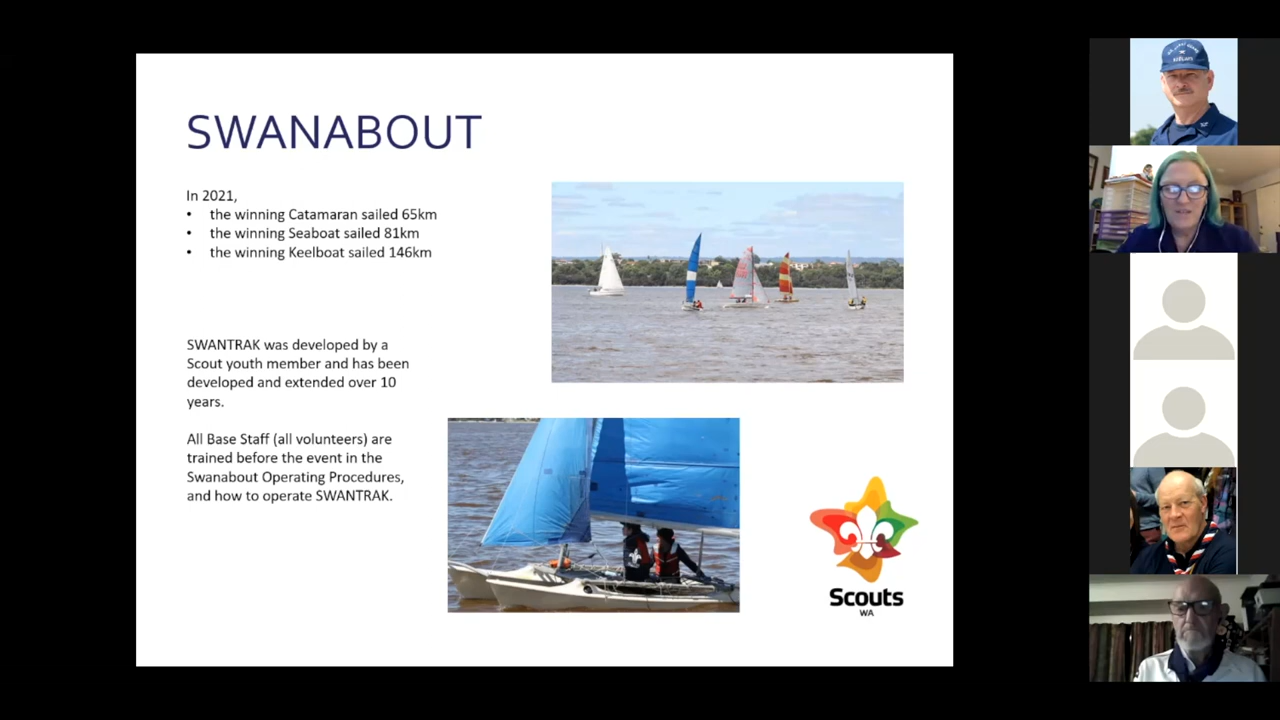 SWANABOUT
In 2021,
• the winning Catamaran sailed 65km
• the winning Seaboat sailed 81km
• the winning Keelboat sailed 146km
SWANTRAK was developed by a
Scout youth member and has been
developed and extended over 10
years.
All Base Staff (all volunteers) are
trained before the event in the
Swanabout Operating Procedures,
and how to operate SWANTRAK.
Scouts
WA